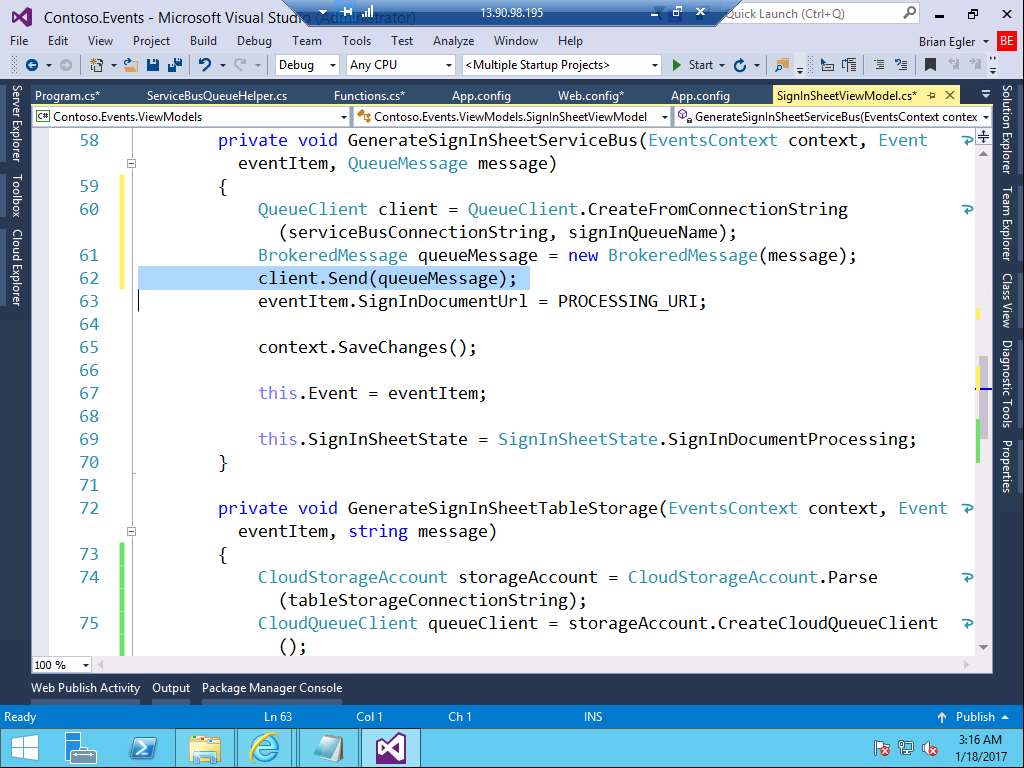 Contoso.Events - Microsoft Visual Studio (Administrator)
13.90.98.195
Quick Launch (Ctrl+Q)
File Edit View Project Build Debug Team Tools Test Analyze Window Help
Brian Egler BE
Debug Any CPU <Multiple Startup Projects> Start
Program.cs* ServiceBusQueueHelper.cs Functions.cs* App.config Web.config* App.config SignInSheetViewModel.cs*
C# Contoso.Events.ViewModels Contoso.Events.ViewModels.SignInSheetViewModel GenerateSignInSheetServiceBus(EventsContext contex
Server Explorer
Toolbox
Cloud Explorer
58 private void GenerateSignInSheetServiceBus(EventsContext context, Event
eventItem, QueueMessage message)
59 {
60 QueueClient client = QueueClient.CreateFromConnectionString
(serviceBusConnectionString, signInQueueName);
61 BrokeredMessage queueMessage = new BrokeredMessage(message);
62 client.Send(queueMessage);
63 eventItem.SignInDocumentUrl = PROCESSING_URI;
64
65 context.SaveChanges();
66
67 this.Event = eventItem;
68
69 this.SignInSheetState = SignInSheetState.SignInDocumentProcessing;
70 }
71
72 private void GenerateSignInSheetTableStorage(EventsContext context, Event
eventItem, string message)
73 {
74 CloudStorageAccount storageAccount = CloudStorageAccount.Parse
(tableStorageConnectionString);
75 CloudQueueClient queueClient = storageAccount.CreateCloudQueueClient
();
Solution Explorer
Team Explorer
Class View
Diagnostic Tools
Properties
100 %
Web Publish Activity Output Package Manager Console
Ready Ln 63 Col 1 Ch 1 INS Publish
3:16 AM
1/18/2017